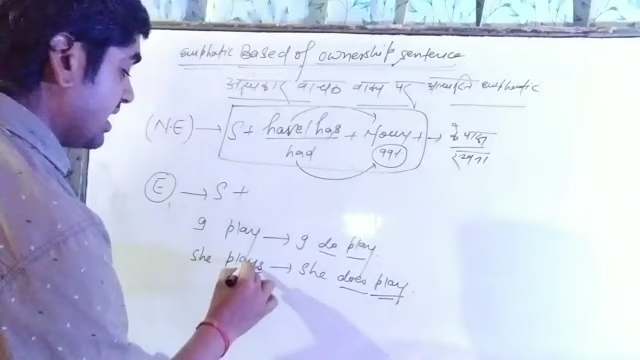 emphatic Based of ownership sentence
अधिकार वाचक वाक्य पर आधारित emphatic
(N.E) → S + have/has + Noun + →
had 99%
के पास
रखना
(E) → S +
I play → I do play
she plays → she does play